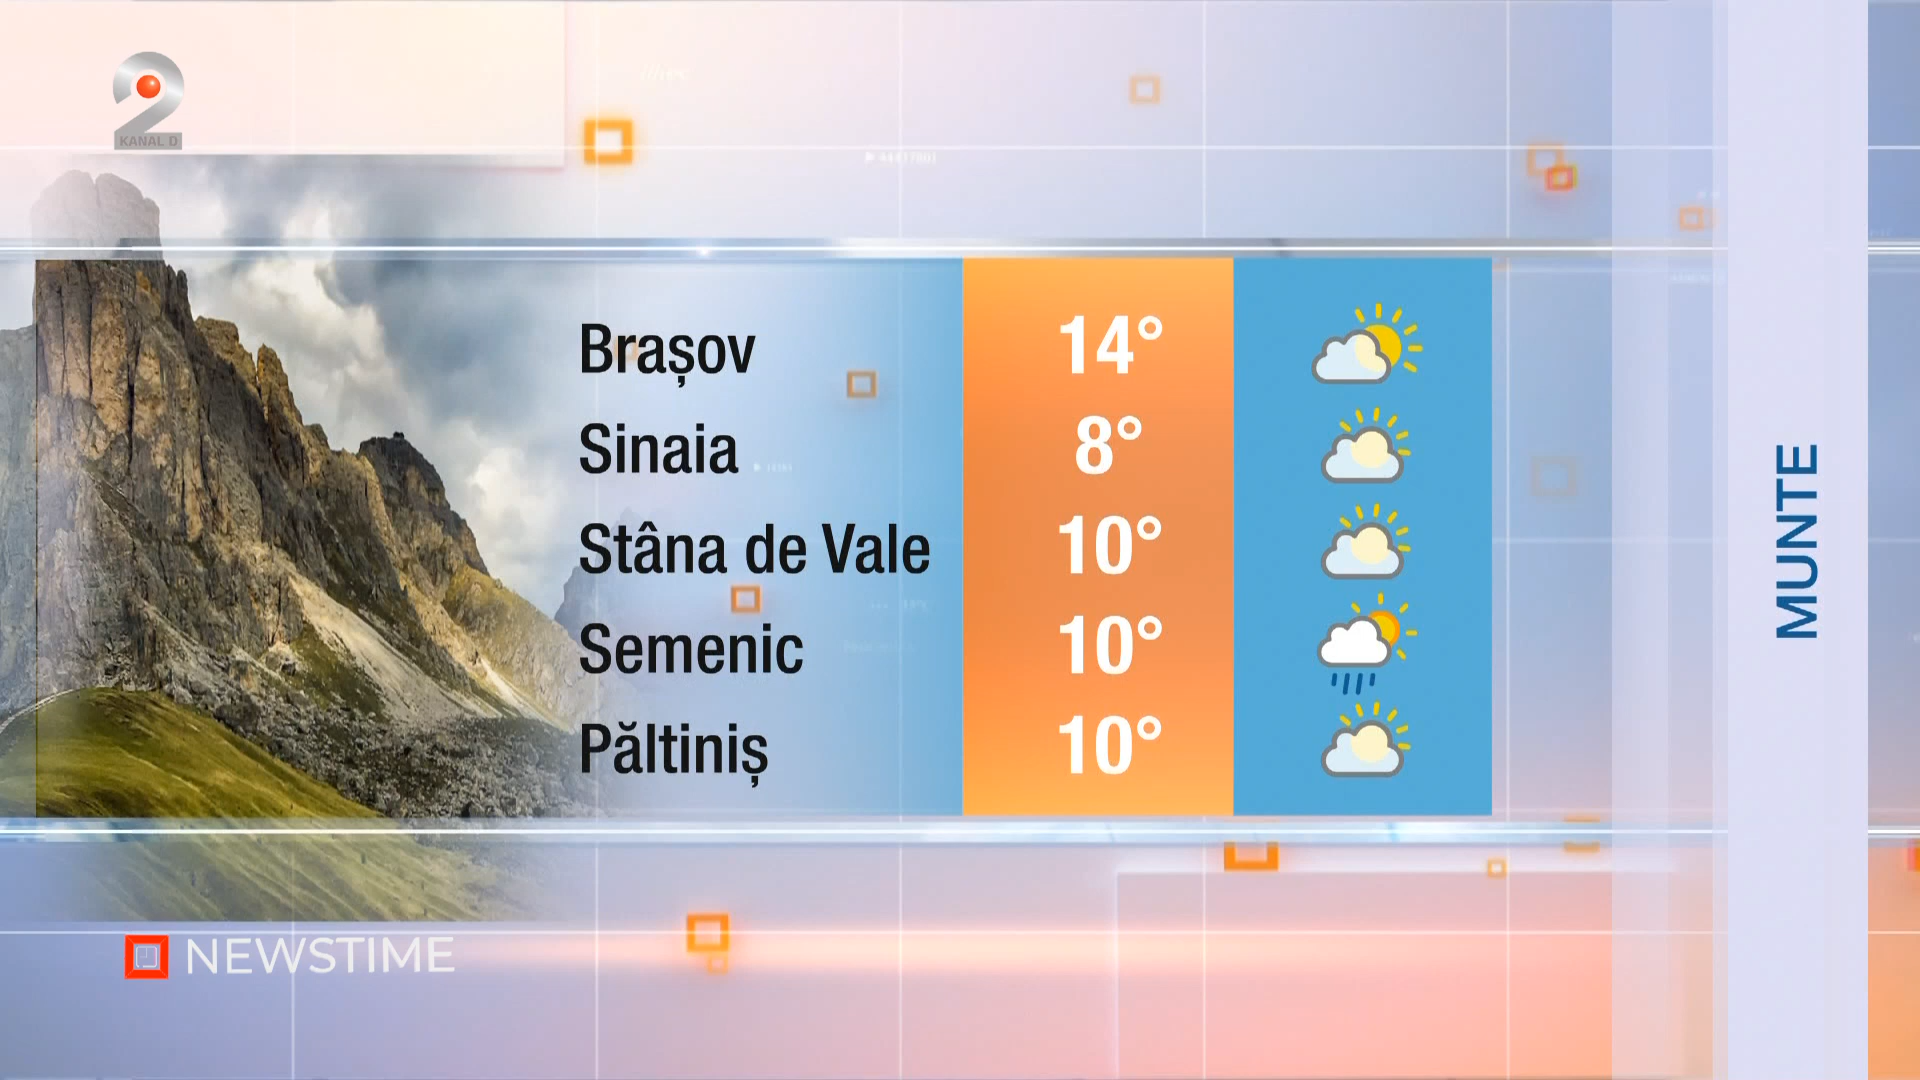 KANAL D
Brașov 14°
Sinaia 8°
Stâna de Vale 10°
Semenic 10°
Păltiniș 10°
MUNTE
NEWSTIME